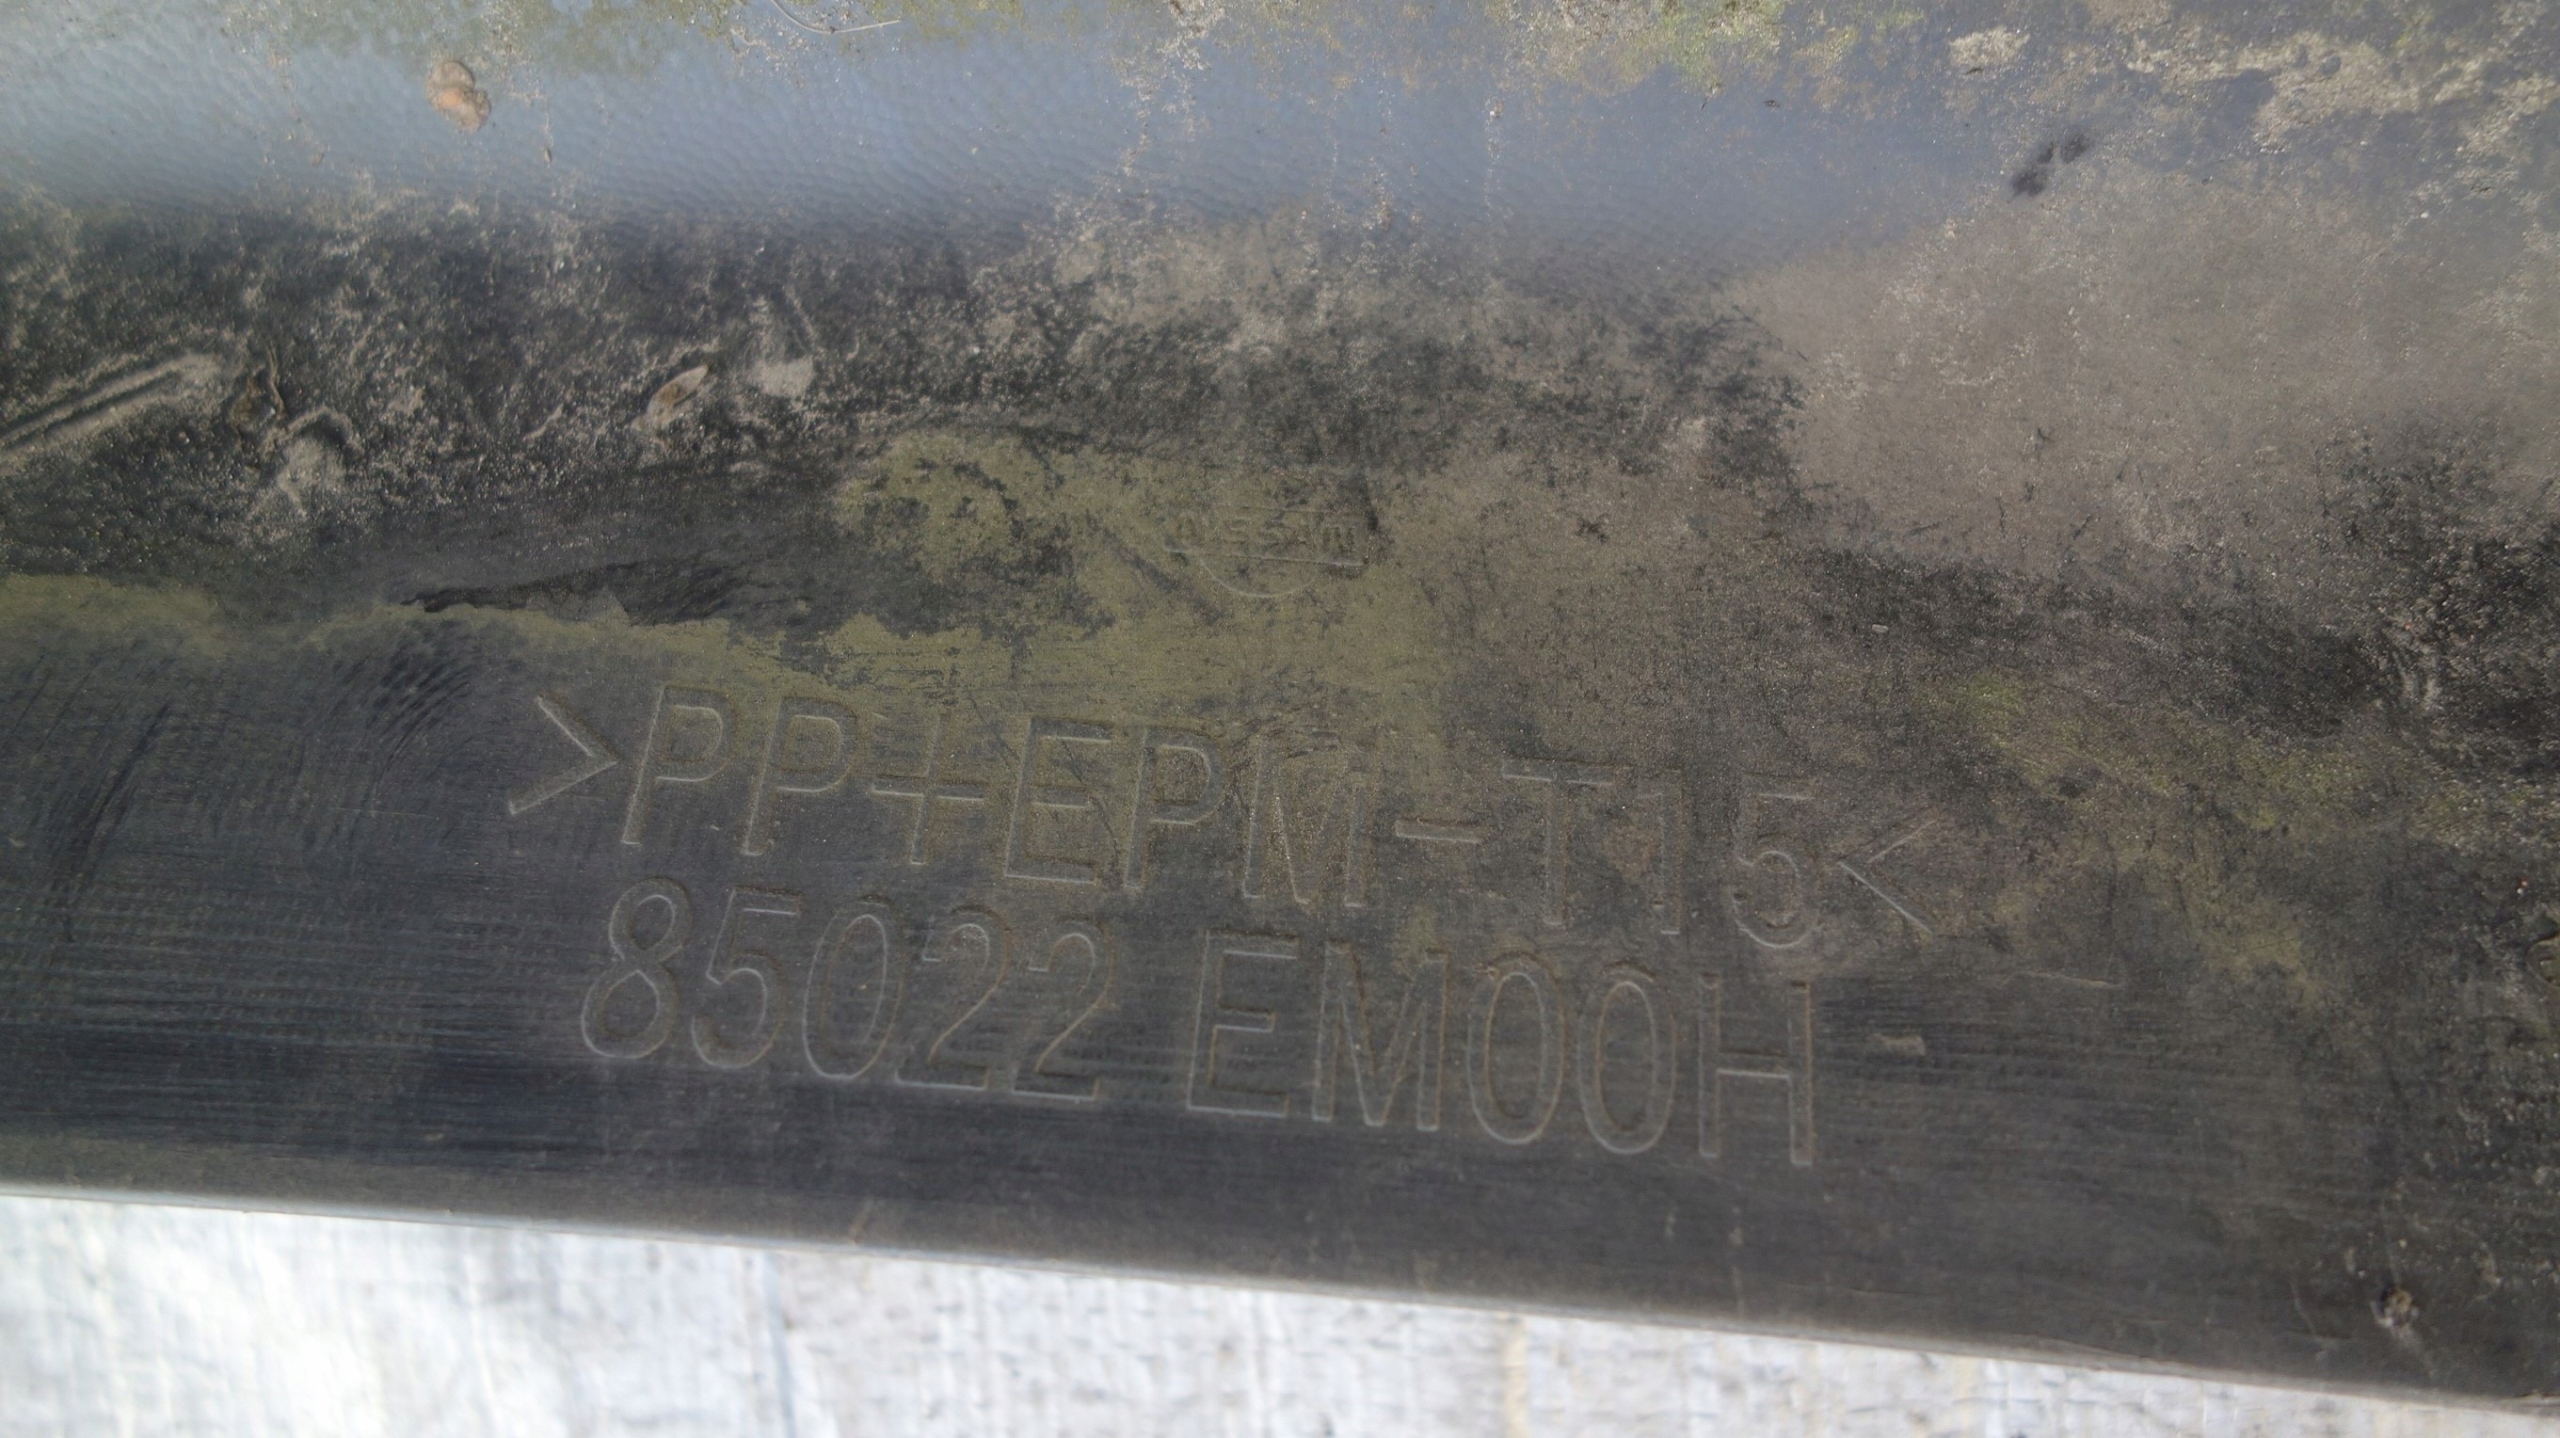 NISSAN
>PP+EPM-T15<
85022 EM00H